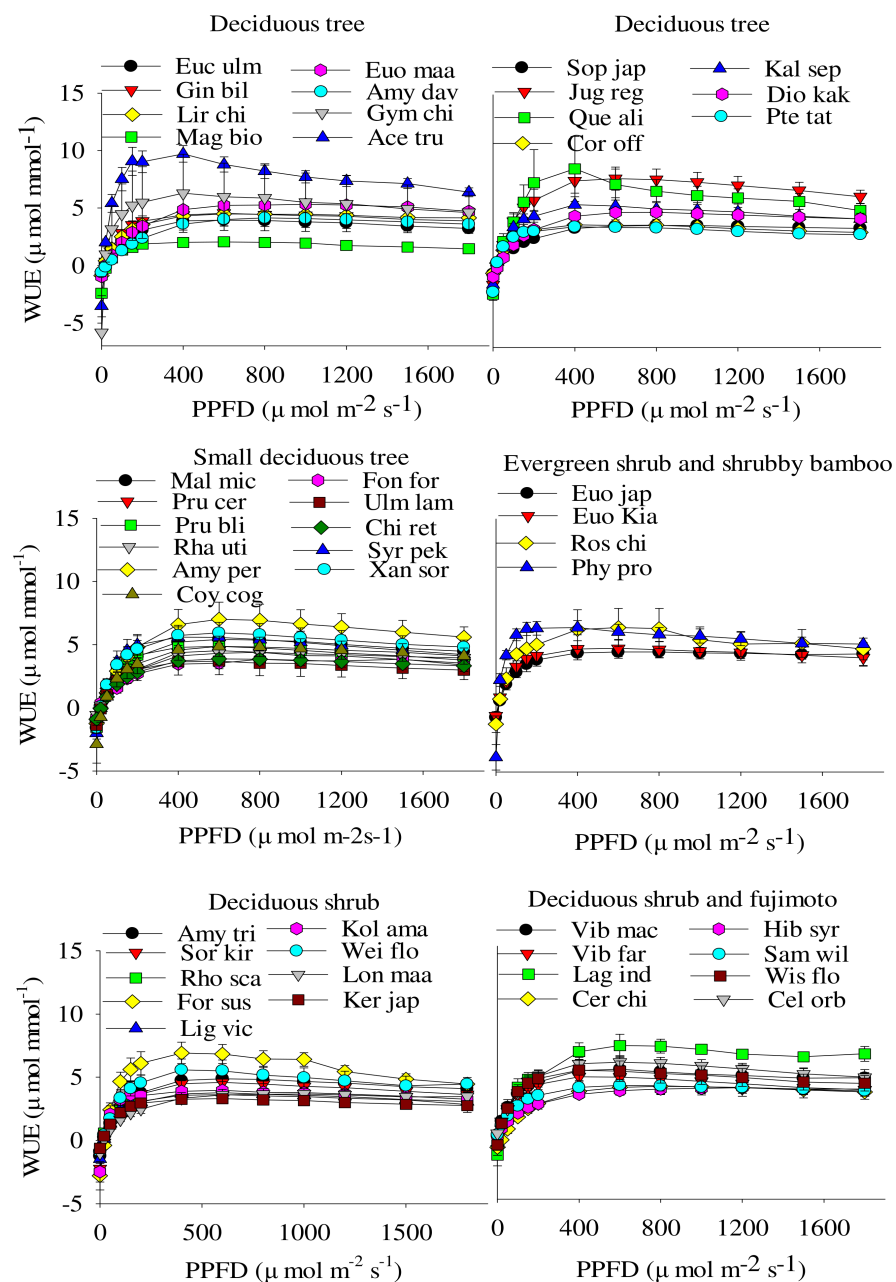 Deciduous tree
Euc ulm
Gin bil
Lir chi
Mag bio
Euo maa
Amy dav
Gym chi
Ace tru
15
10
5
0
-5
WUE (μ mol mmol-1)
0 400 800 1200 1600
PPFD (μ mol m-2 s-1)
Deciduous tree
Sop jap
Jug reg
Que ali
Cor off
Kal sep
Dio kak
Pte tat
0 400 800 1200 1600
PPFD (μ mol m-2 s-1)
Small deciduous tree
Mal mic
Pru cer
Pru bli
Rha uti
Amy per
Coy cog
Fon for
Ulm lam
Chi ret
Syr pek
Xan sor
15
10
5
0
-5
WUE (μ mol mmol-1)
0 400 800 1200 1600
PPFD (μ mol m-2s-1)
Evergreen shrub and shrubby bamboo
Euo jap
Euo Kia
Ros chi
Phy pro
0 400 800 1200 1600
PPFD (μ mol m-2 s-1)
Deciduous shrub
Amy tri
Sor kir
Rho sca
For sus
Lig vic
Kol ama
Wei flo
Lon maa
Ker jap
15
10
5
0
-5
WUE (μ mol mmol-1)
0 500 1000 1500
PPFD (μ mol m-2 s-1)
Deciduous shrub and fujimoto
Vib mac
Vib far
Lag ind
Cer chi
Hib syr
Sam wil
Wis flo
Cel orb
0 400 800 1200 1600
PPFD (μ mol m-2 s-1)